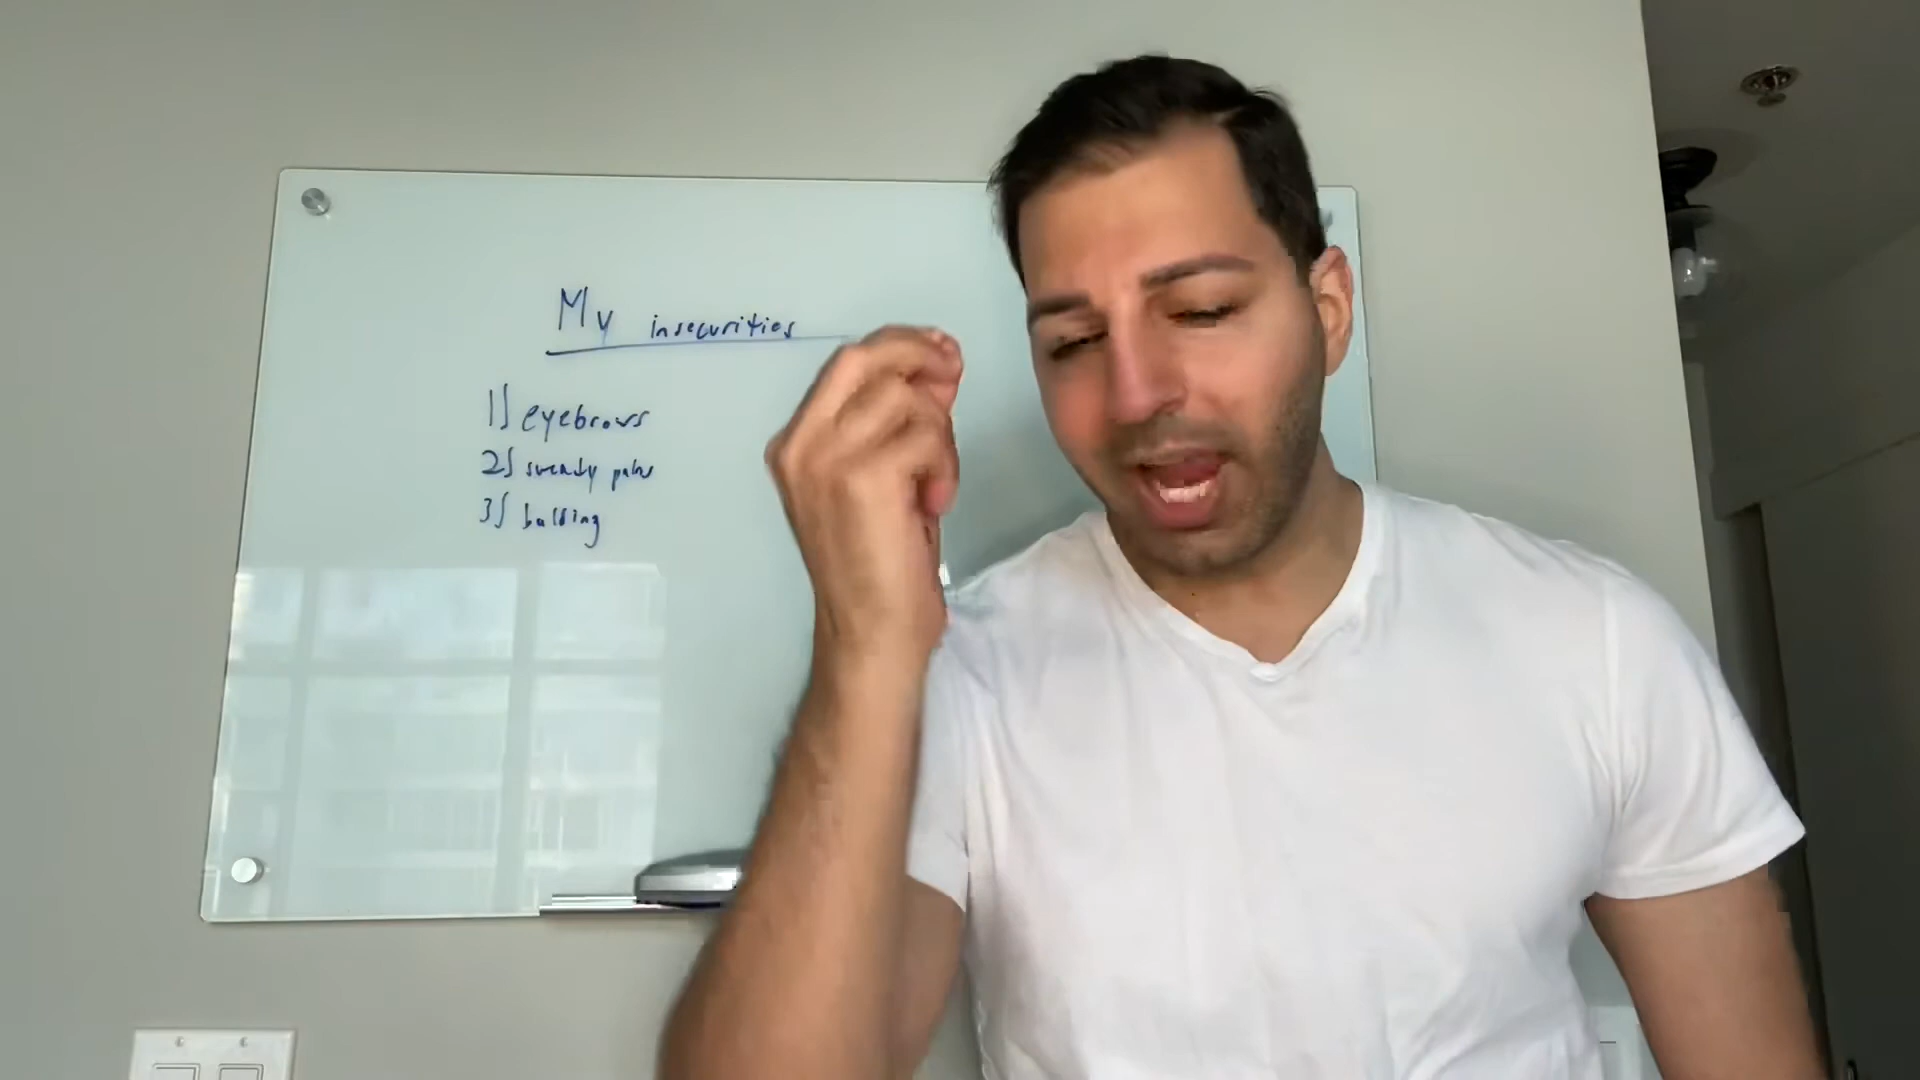 My insecurities
1) eyebrows
2) sweaty palms
3) balding